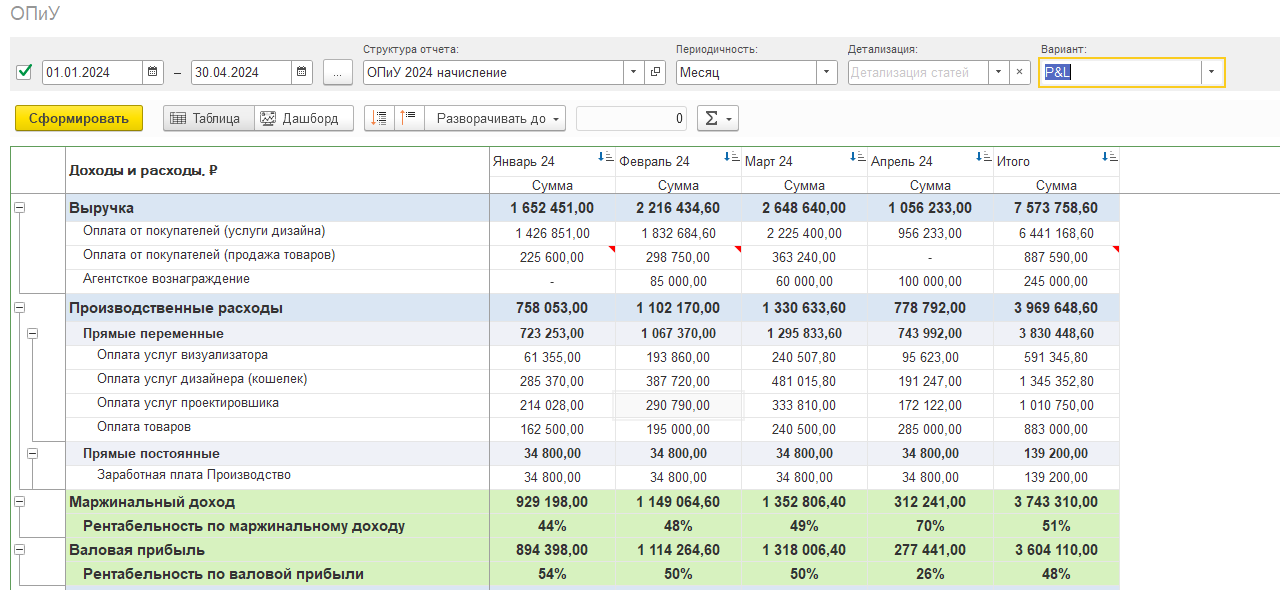 ОПиУ
Структура отчета: Периодичность: Детализация: Вариант:
01.01.2024 – 30.04.2024 ... ОПиУ 2024 начисление Месяц Детализация статей × P&L
Сформировать Таблица Дашборд Разворачивать до 0 Σ
Доходы и расходы, ₽ Январь 24 Февраль 24 Март 24 Апрель 24 Итого
Сумма Сумма Сумма Сумма Сумма
Выручка 1 652 451,00 2 216 434,60 2 648 640,00 1 056 233,00 7 573 758,60
Оплата от покупателей (услуги дизайна) 1 426 851,00 1 832 684,60 2 225 400,00 956 233,00 6 441 168,60
Оплата от покупателей (продажа товаров) 225 600,00 298 750,00 363 240,00 - 887 590,00
Агентсткое вознаграждение - 85 000,00 60 000,00 100 000,00 245 000,00
Производственные расходы 758 053,00 1 102 170,00 1 330 633,60 778 792,00 3 969 648,60
Прямые переменные 723 253,00 1 067 370,00 1 295 833,60 743 992,00 3 830 448,60
Оплата услуг визуализатора 61 355,00 193 860,00 240 507,80 95 623,00 591 345,80
Оплата услуг дизайнера (кошелек) 285 370,00 387 720,00 481 015,80 191 247,00 1 345 352,80
Оплата услуг проектировшика 214 028,00 290 790,00 333 810,00 172 122,00 1 010 750,00
Оплата товаров 162 500,00 195 000,00 240 500,00 285 000,00 883 000,00
Прямые постоянные 34 800,00 34 800,00 34 800,00 34 800,00 139 200,00
Заработная плата Производство 34 800,00 34 800,00 34 800,00 34 800,00 139 200,00
Маржинальный доход 929 198,00 1 149 064,60 1 352 806,40 312 241,00 3 743 310,00
Рентабельность по маржинальному доходу 44% 48% 49% 70% 51%
Валовая прибыль 894 398,00 1 114 264,60 1 318 006,40 277 441,00 3 604 110,00
Рентабельность по валовой прибыли 54% 50% 50% 26% 48%